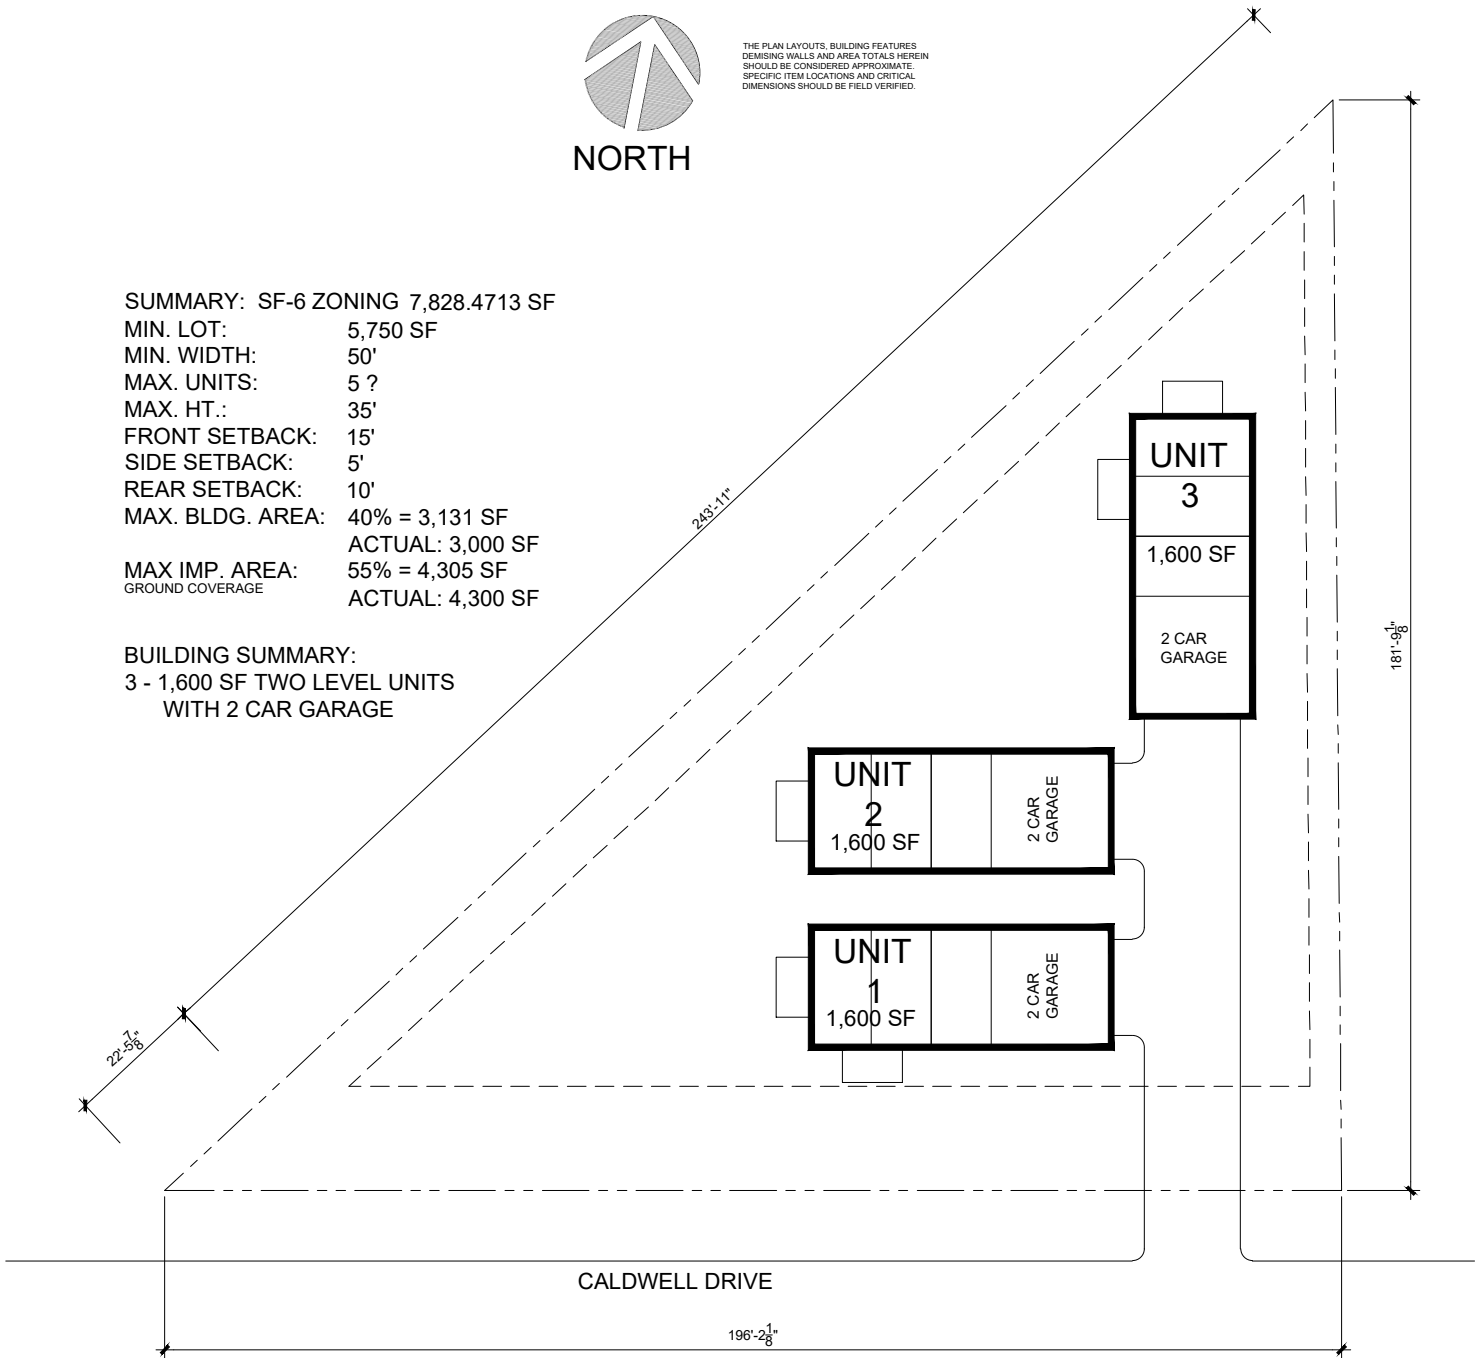 THE PLAN LAYOUTS, BUILDING FEATURES
DEMISING WALLS AND AREA TOTALS HEREIN
SHOULD BE CONSIDERED APPROXIMATE.
SPECIFIC ITEM LOCATIONS AND CRITICAL
DIMENSIONS SHOULD BE FIELD VERIFIED.
NORTH
SUMMARY: SF-6 ZONING 7,828.4713 SF
MIN. LOT: 5,750 SF
MIN. WIDTH: 50'
MAX. UNITS: 5 ?
MAX. HT.: 35'
FRONT SETBACK: 15'
SIDE SETBACK: 5'
REAR SETBACK: 10'
MAX. BLDG. AREA: 40% = 3,131 SF
ACTUAL: 3,000 SF
MAX IMP. AREA: 55% = 4,305 SF
GROUND COVERAGE
ACTUAL: 4,300 SF
BUILDING SUMMARY:
3 - 1,600 SF TWO LEVEL UNITS
WITH 2 CAR GARAGE
243'-11"
22'-5 7/8"
181'-9 1/8"
UNIT
3
1,600 SF
2 CAR
GARAGE
UNIT
2
1,600 SF
2 CAR
GARAGE
UNIT
1
1,600 SF
2 CAR
GARAGE
CALDWELL DRIVE
196'-2 1/8"